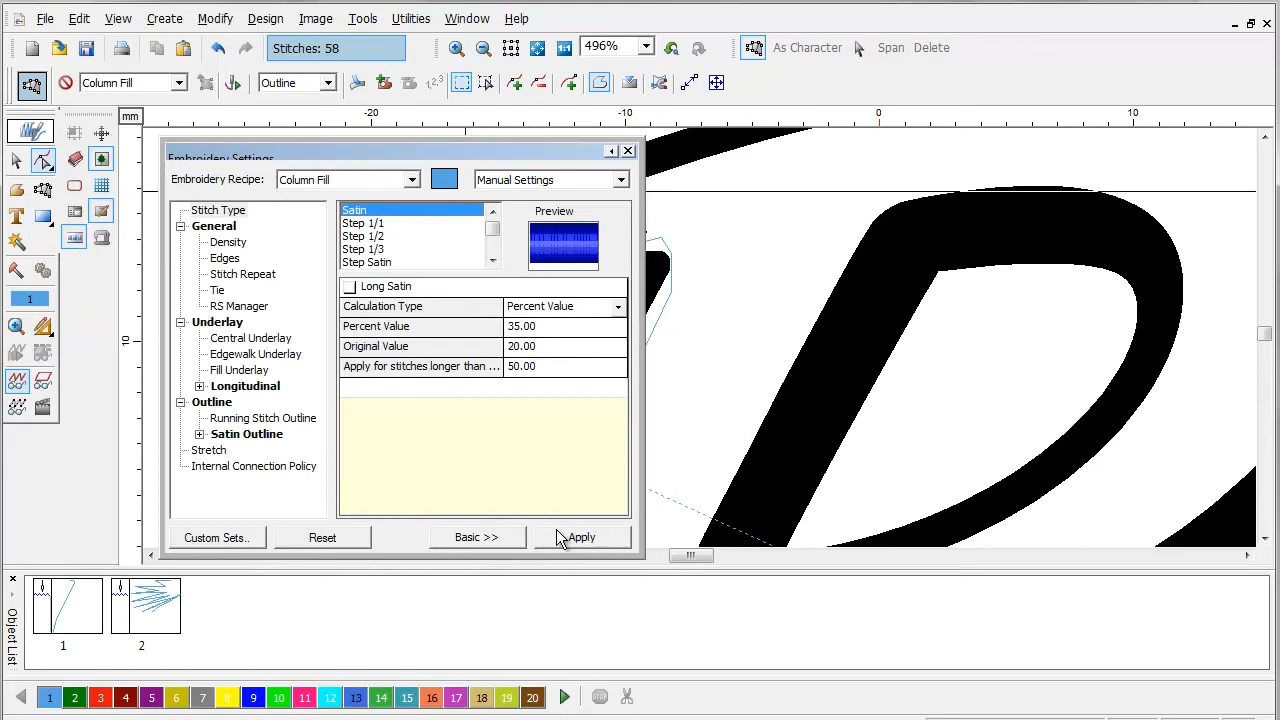 File Edit View Create Modify Design Image Tools Utilities Window Help
Stitches: 58 496% As Character Span Delete
Column Fill Outline 1,2,3
mm -20 -10 0 10
Embroidery Settings
Embroidery Recipe: Column Fill Manual Settings
Stitch Type
General
Density
Edges
Stitch Repeat
Tie
RS Manager
Underlay
Central Underlay
Edgewalk Underlay
Fill Underlay
Longitudinal
Outline
Running Stitch Outline
Satin Outline
Stretch
Internal Connection Policy
Satin
Step 1/1
Step 1/2
Step 1/3
Step Satin
Preview
Long Satin
Calculation Type Percent Value
Percent Value 35.00
Original Value 20.00
Apply for stitches longer than ... 50.00
Custom Sets.. Reset Basic >> Apply
1
10
Object List
1 2
1 2 3 4 5 6 7 8 9 10 11 12 13 14 15 16 17 18 19 20